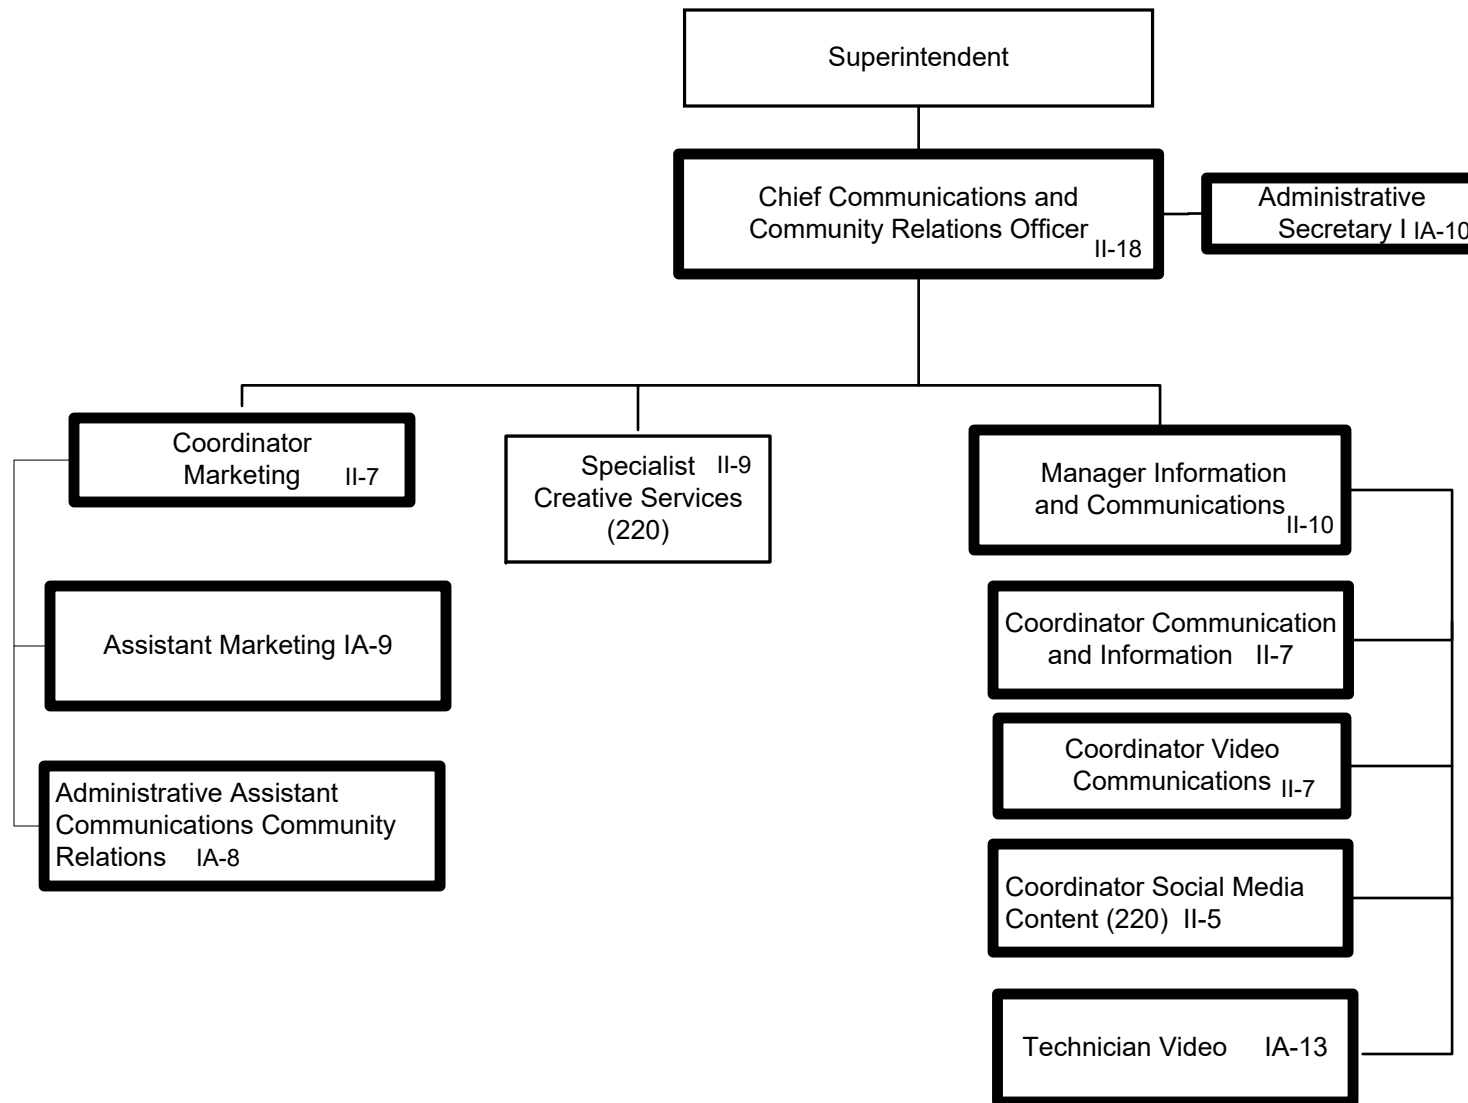 Superintendent
Chief Communications and
Community Relations Officer
II-18
Administrative
Secretary I IA-10
Coordinator
Marketing II-7
Specialist II-9
Creative Services
(220)
Manager Information
and Communications
II-10
Assistant Marketing IA-9
Administrative Assistant
Communications Community
Relations IA-8
Coordinator Communication
and Information II-7
Coordinator Video
Communications II-7
Coordinator Social Media
Content (220) II-5
Technician Video IA-13